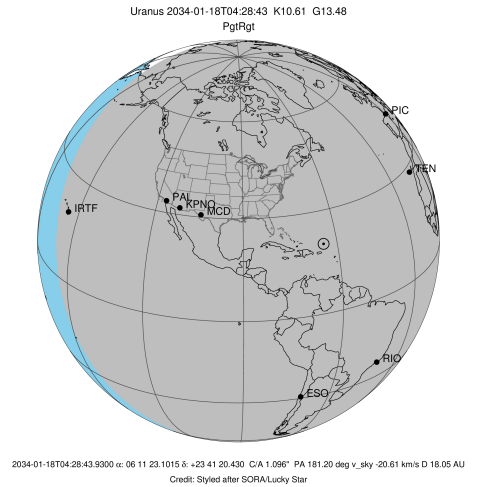 Uranus 2034-01-18T04:28:43 K10.61 G13.48
PgtRgt
PIC
TEN
PAL
KPNO
MCD
IRTF
RIO
ESO
2034-01-18T04:28:43.9300 α: 06 11 23.1015 δ: +23 41 20.430 C/A 1.096" PA 181.20 deg v_sky -20.61 km/s D 18.05 AU
Credit: Styled after SORA/Lucky Star